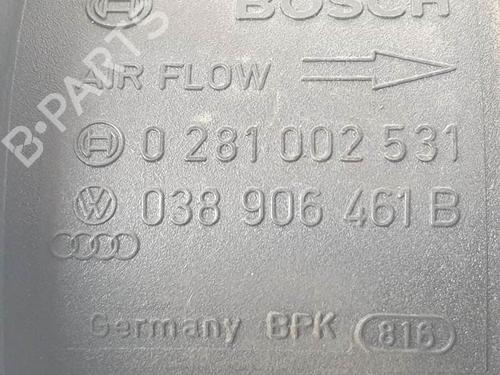 BOSCH
AIR FLOW
0 281 002 531
038 906 461 B
Germany BPK 816
B-PARTS